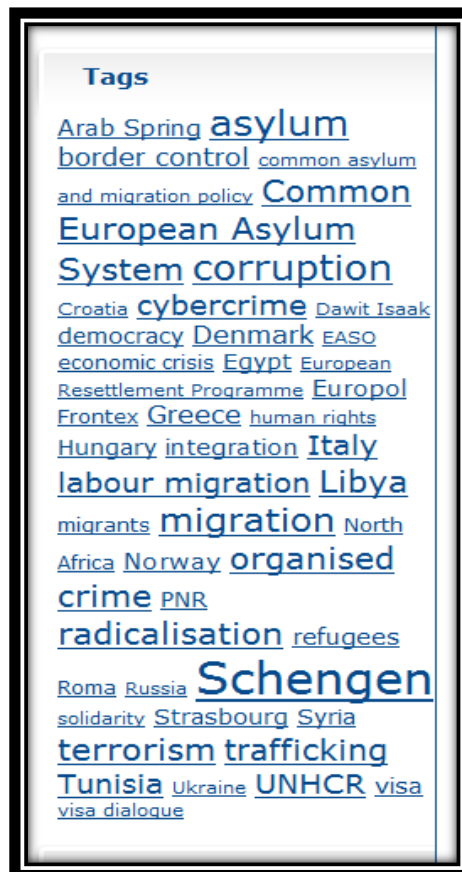 Tags
Arab Spring asylum
border control common asylum
and migration policy Common
European Asylum
System corruption
Croatia cybercrime Dawit Isaak
democracy Denmark EASO
economic crisis Egypt European
Resettlement Programme Europol
Frontex Greece human rights
Hungary integration Italy
labour migration Libya
migrants migration North
Africa Norway organised
crime PNR
radicalisation refugees
Roma Russia Schengen
solidarity Strasbourg Syria
terrorism trafficking
Tunisia Ukraine UNHCR visa
visa dialogue